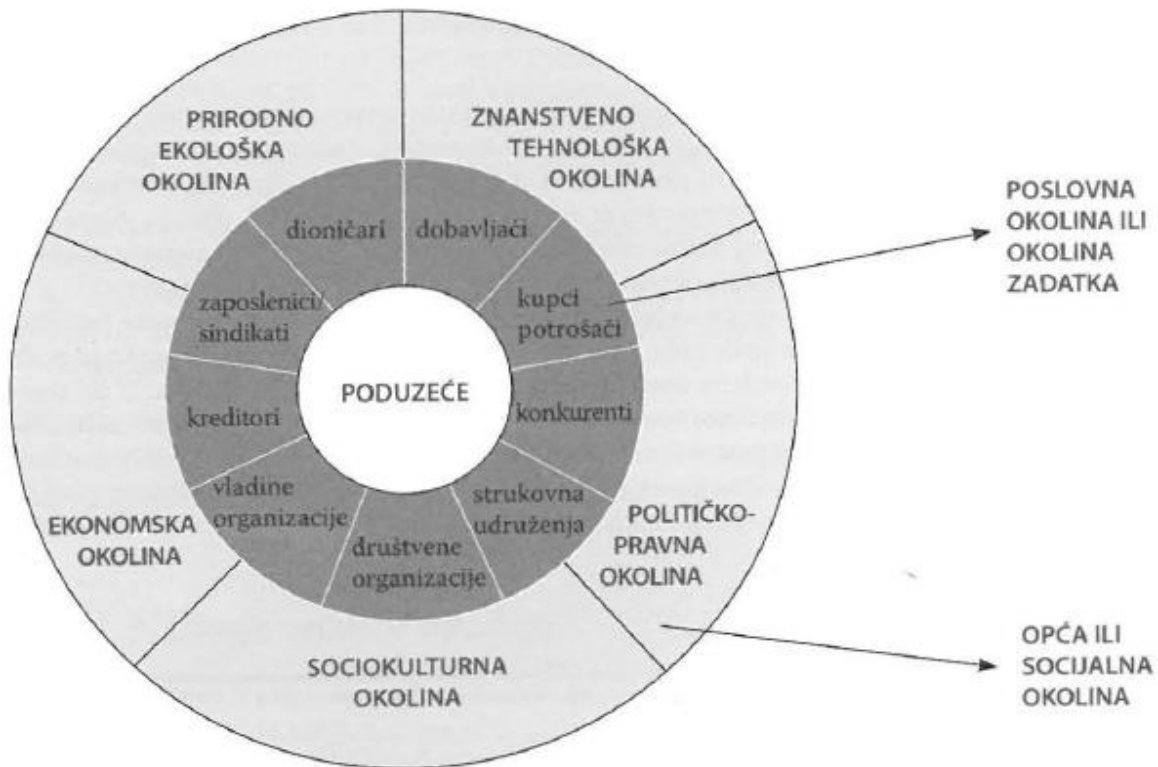 PRIRODNO
EKOLOŠKA
OKOLINA
ZNANSTVENO
TEHNOLOŠKA
OKOLINA
dioničari
dobavljači
POSLOVNA
OKOLINA ILI
OKOLINA
ZADATKA
zaposlenici/
sindikati
kupci
potrošači
PODUZEĆE
kreditori
konkurenti
vladine
organizacije
strukovna
udruženja
društvene
organizacije
EKONOMSKA
OKOLINA
POLITIČKO-
PRAVNA
OKOLINA
SOCIOKULTURNA
OKOLINA
OPĆA ILI
SOCIJALNA
OKOLINA